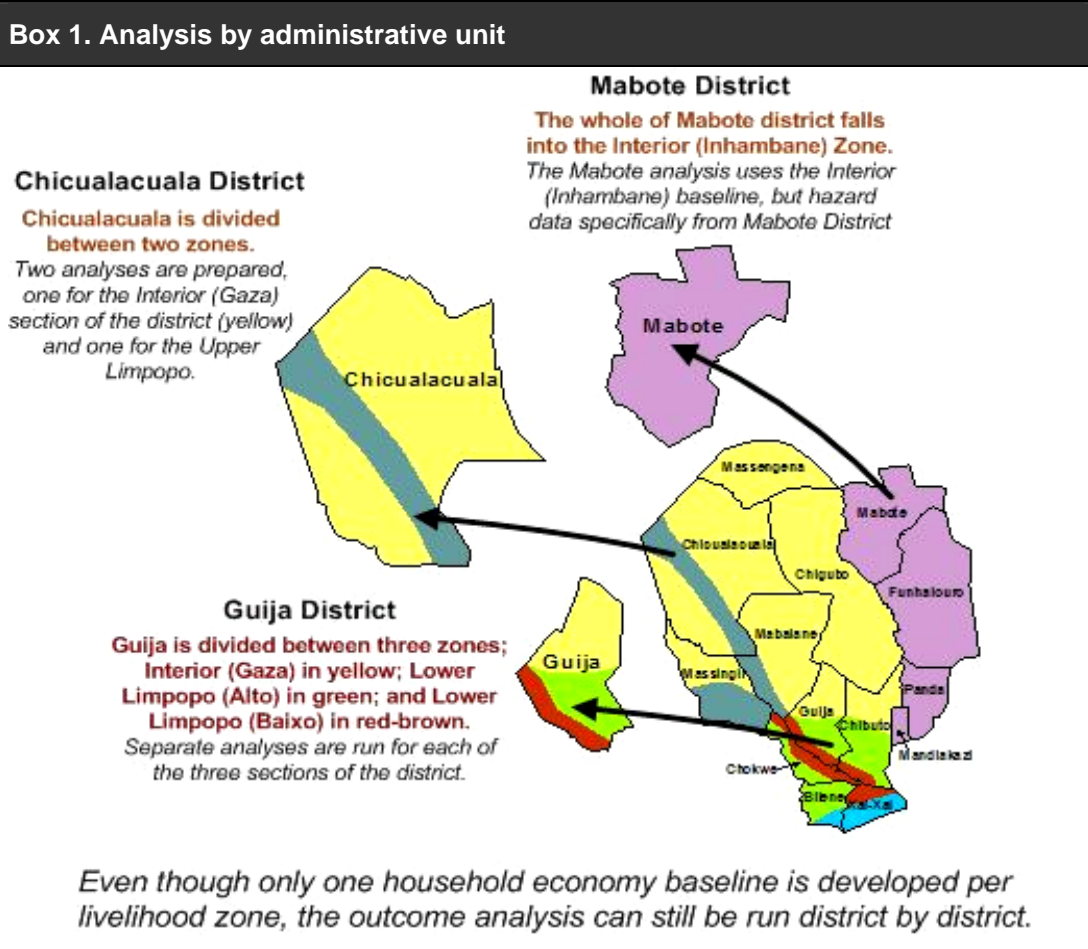 Box 1. Analysis by administrative unit
Mabote District
The whole of Mabote district falls
into the Interior (Inhambane) Zone.
The Mabote analysis uses the Interior
(Inhambane) baseline, but hazard
data specifically from Mabote District
Chicualacuala District
Chicualacuala is divided
between two zones.
Two analyses are prepared,
one for the Interior (Gaza)
section of the district (yellow)
and one for the Upper
Limpopo.
Mabote
Chicualacuala
Massengena
Mabote
Chicualacuala
Chigubo
Funhalouro
Mabalane
Massingir
Panda
Guija
Chibuto
Mandlakazi
Chokwe
Bilene
Xai-Xai
Guija District
Guija is divided between three zones;
Interior (Gaza) in yellow; Lower
Limpopo (Alto) in green; and Lower
Limpopo (Baixo) in red-brown.
Separate analyses are run for each of
the three sections of the district.
Guija
Even though only one household economy baseline is developed per
livelihood zone, the outcome analysis can still be run district by district.